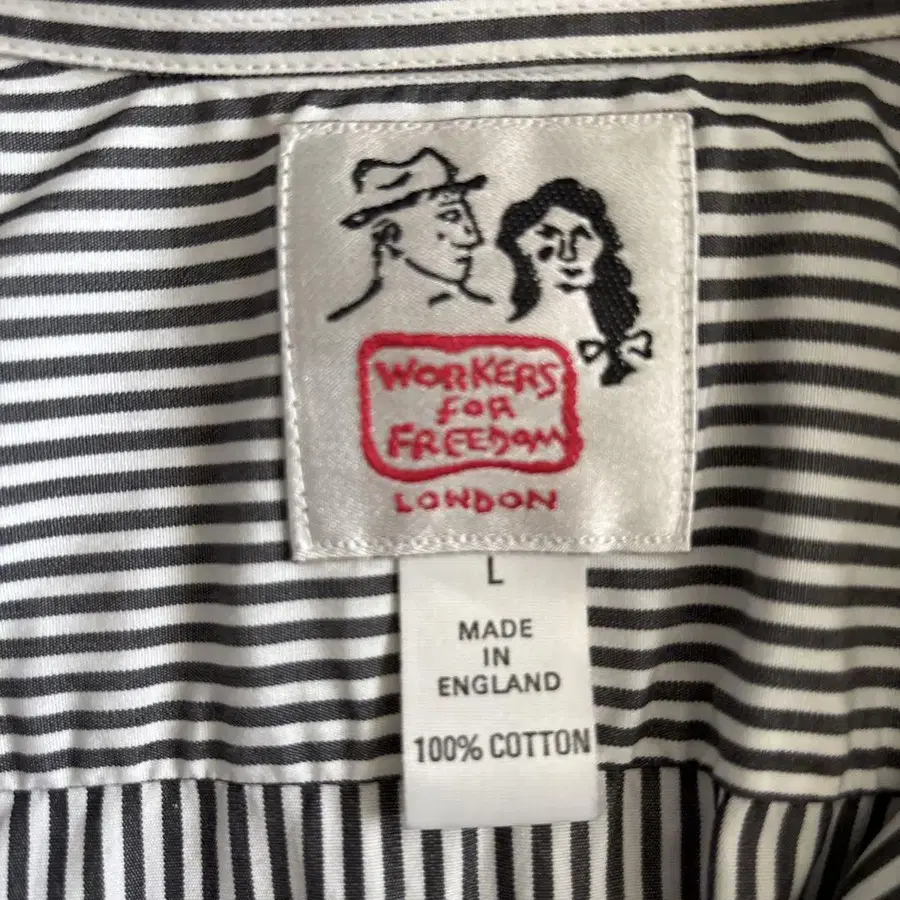 WORKERS
FOR
FREEDOM
LONDON
L
MADE
IN
ENGLAND
100% COTTON